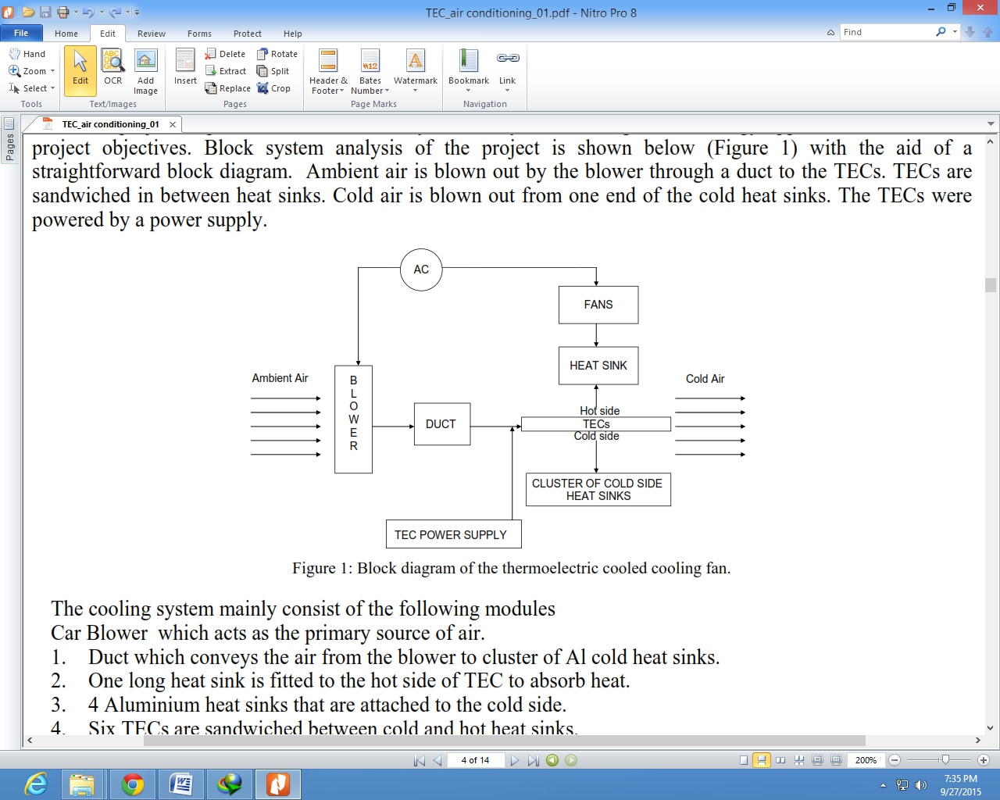 TEC_air conditioning_01.pdf - Nitro Pro 8
File Home Edit Review Forms Protect Help
Find
Hand
Zoom
Select
Tools
Edit
OCR
Add Image
Text/Images
Insert
Delete
Extract
Replace
Rotate
Split
Crop
Pages
Header & Footer
Bates Number
Watermark
Page Marks
Bookmark
Link
Navigation
TEC_air conditioning_01
Pages
project objectives. Block system analysis of the project is shown below (Figure 1) with the aid of a
straightforward block diagram. Ambient air is blown out by the blower through a duct to the TECs. TECs are
sandwiched in between heat sinks. Cold air is blown out from one end of the cold heat sinks. The TECs were
powered by a power supply.
AC
FANS
HEAT SINK
Ambient Air
BLOWER
DUCT
Hot side
TECs
Cold side
Cold Air
CLUSTER OF COLD SIDE
HEAT SINKS
TEC POWER SUPPLY
Figure 1: Block diagram of the thermoelectric cooled cooling fan.
The cooling system mainly consist of the following modules
Car Blower which acts as the primary source of air.
1. Duct which conveys the air from the blower to cluster of Al cold heat sinks.
2. One long heat sink is fitted to the hot side of TEC to absorb heat.
3. 4 Aluminium heat sinks that are attached to the cold side.
4. Six TECs are sandwiched between cold and hot heat sinks.
4 of 14
200%
7:35 PM
9/27/2015